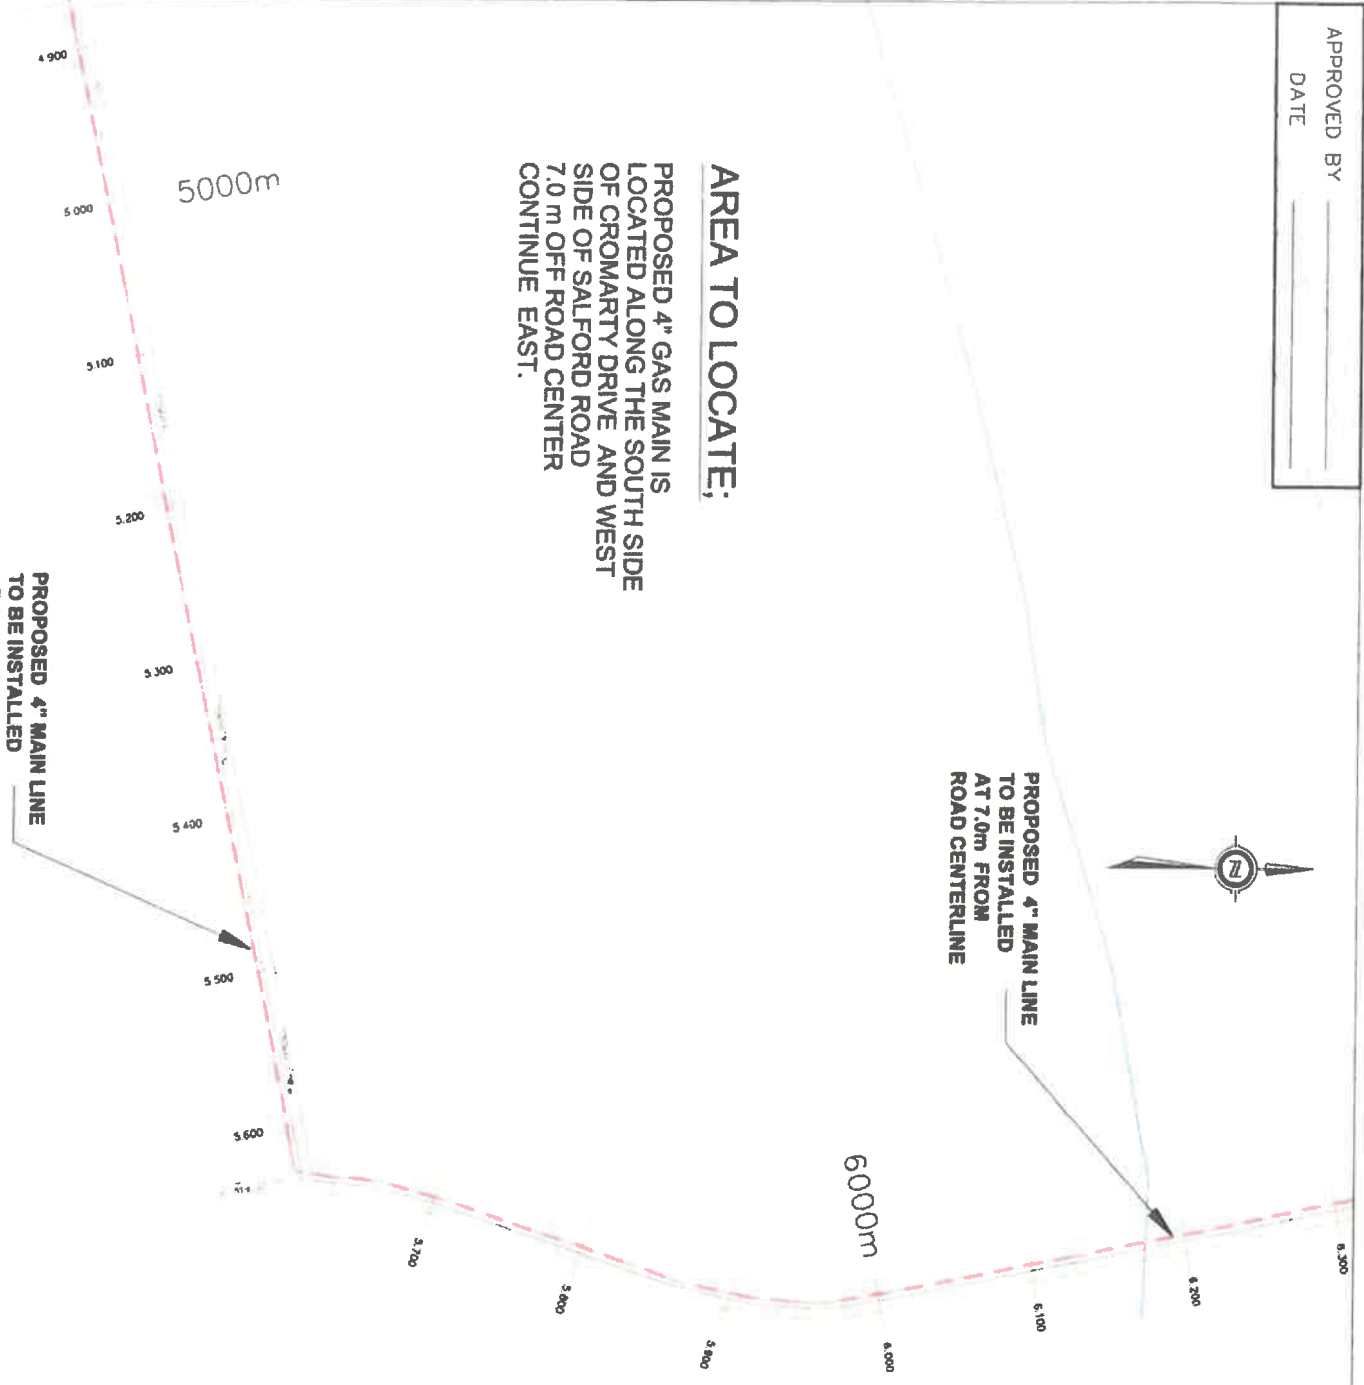 APPROVED BY
DATE
AREA TO LOCATE;
PROPOSED 4" GAS MAIN IS
LOCATED ALONG THE SOUTH SIDE
OF CROMARTY DRIVE AND WEST
SIDE OF SALFORD ROAD
7.0 m OFF ROAD CENTER
CONTINUE EAST.
PROPOSED 4" MAIN LINE
TO BE INSTALLED
AT 7.0m FROM
ROAD CENTERLINE
N
5000m
6000m
4.900
5.000
5.100
5.200
5.300
5.400
5.500
5.600
5.700
5.800
5.900
6.000
6.100
6.200
6.300
PROPOSED 4" MAIN LINE
TO BE INSTALLED